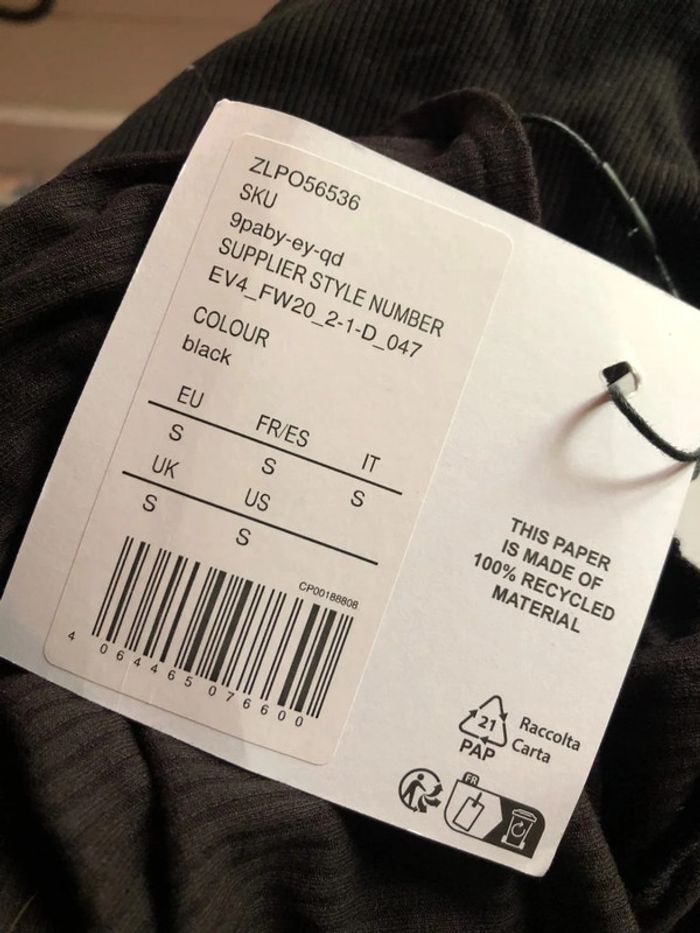 ZLPO56536
SKU
9paby-ey-qd
SUPPLIER STYLE NUMBER
EV4_FW20_2-1-D_047
COLOUR
black
EU FR/ES IT
S S S
UK US
S S
CP00188808
4 064465 076600
THIS PAPER
IS MADE OF
100% RECYCLED
MATERIAL
21
PAP
Raccolta
Carta
FR